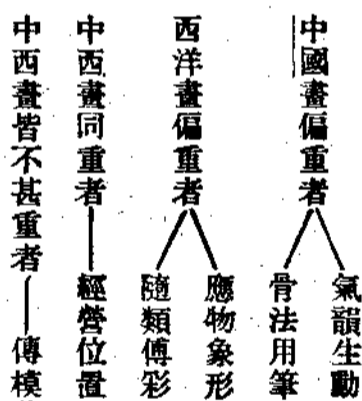 中國畫偏重者
氣韻生動
骨法用筆
西洋畫偏重者
應物象形
隨類傅彩
中西畫同重者——經營位置
中西畫皆不甚重者——傳模